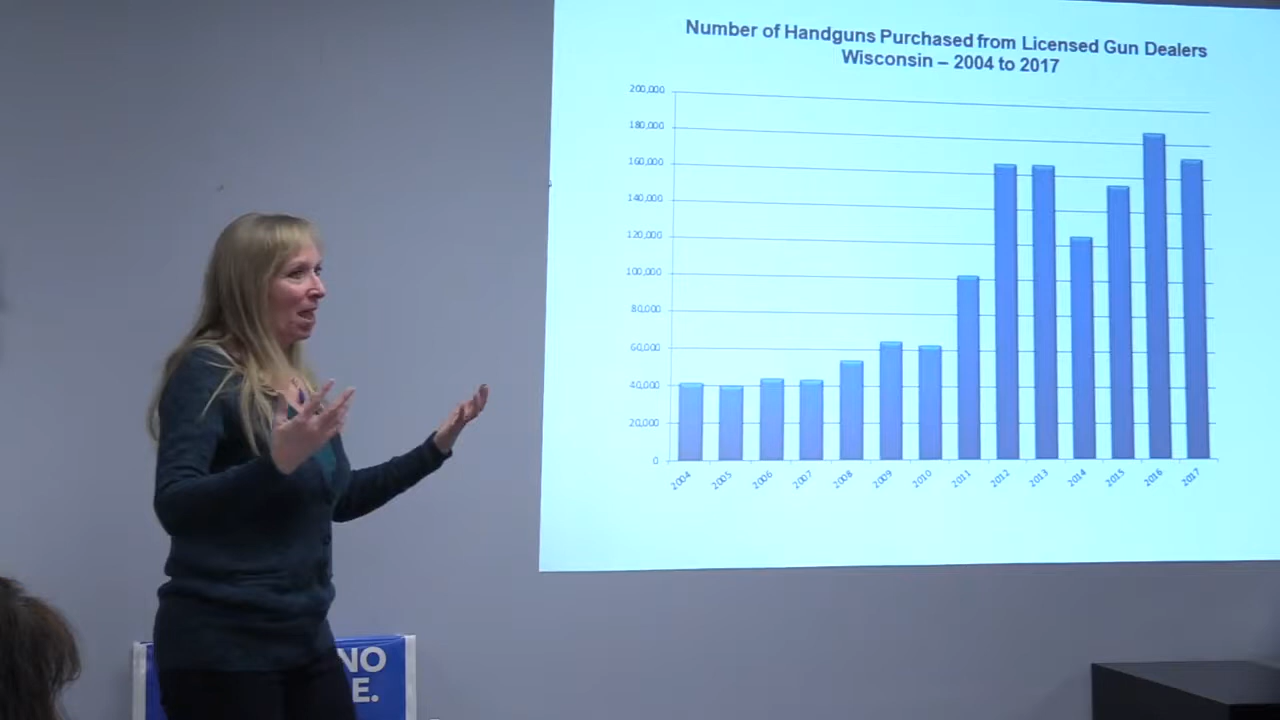 Number of Handguns Purchased from Licensed Gun Dealers
Wisconsin – 2004 to 2017
200,000
180,000
160,000
140,000
120,000
100,000
80,000
60,000
40,000
20,000
0
2004 2005 2006 2007 2008 2009 2010 2011 2012 2013 2014 2015 2016 2017
NO
E.